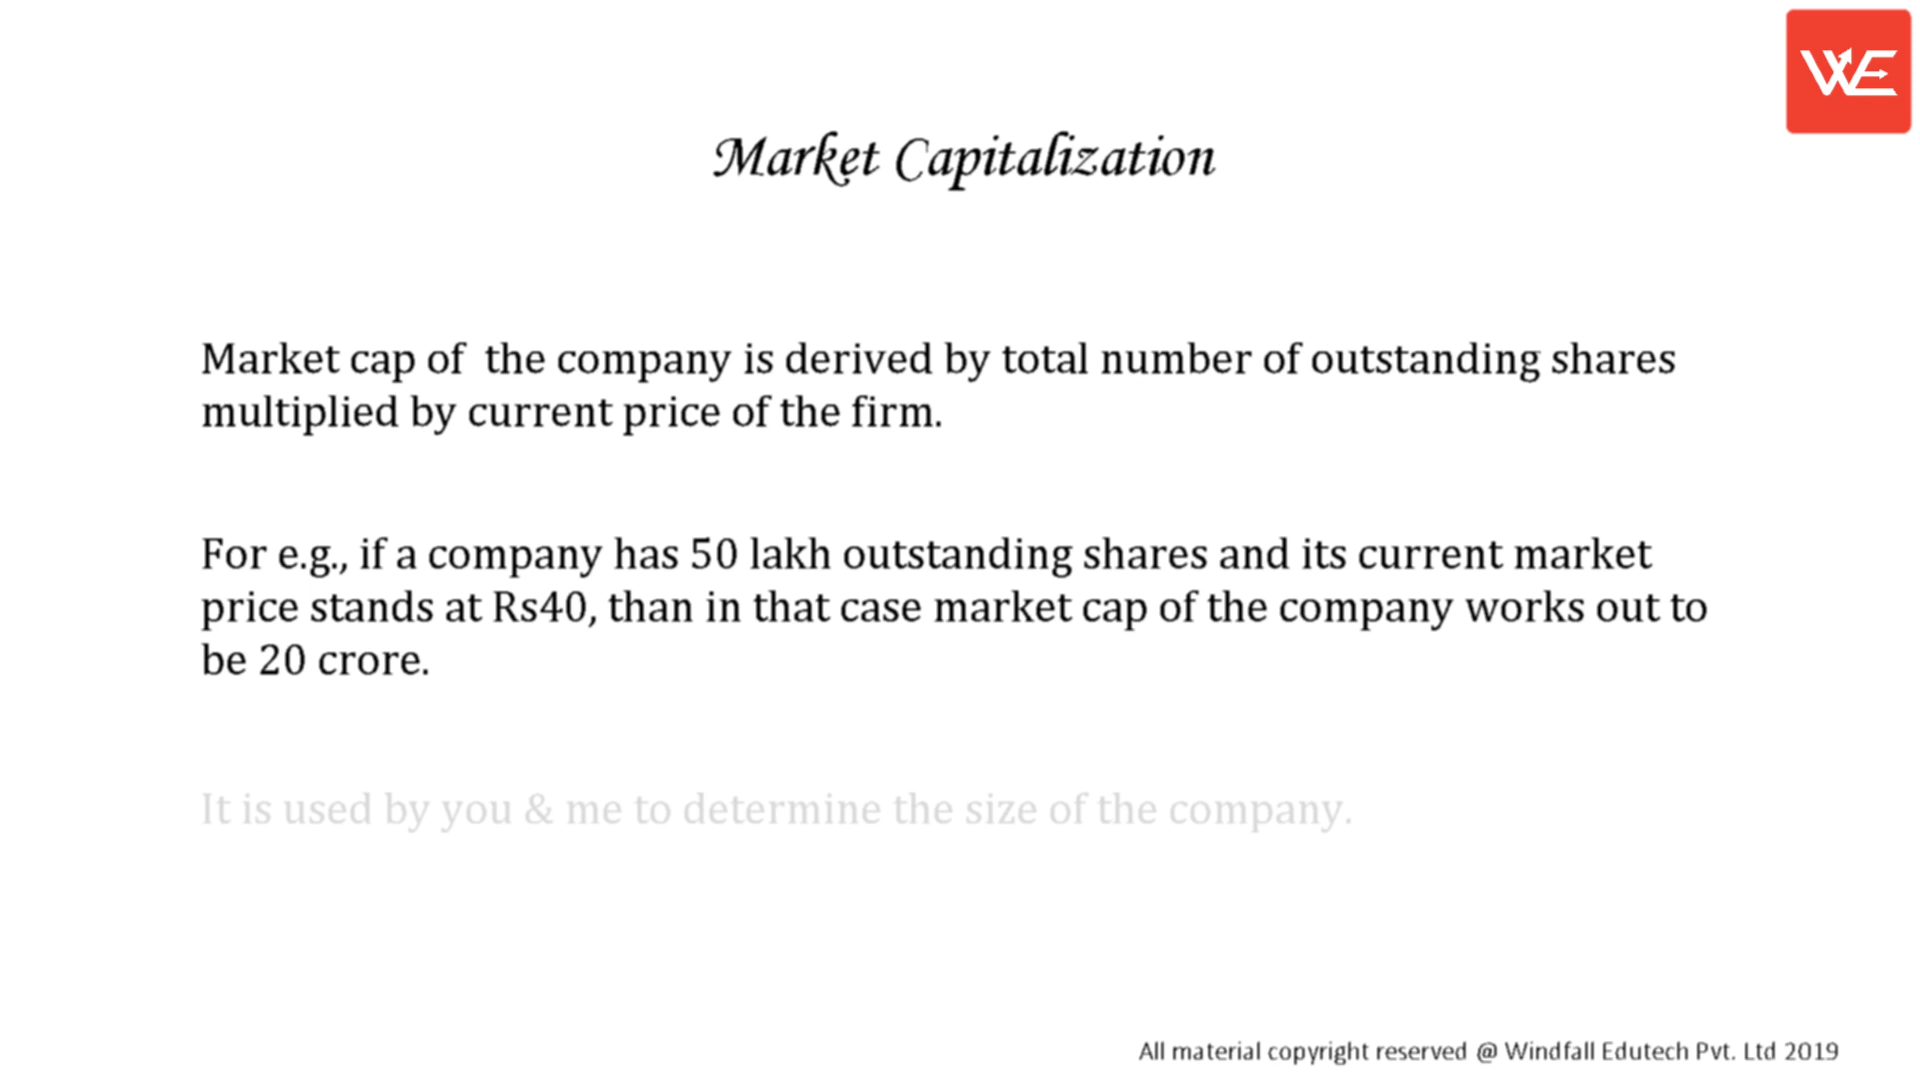 WE
Market Capitalization
Market cap of the company is derived by total number of outstanding shares
multiplied by current price of the firm.
For e.g., if a company has 50 lakh outstanding shares and its current market
price stands at Rs40, than in that case market cap of the company works out to
be 20 crore.
It is used by you & me to determine the size of the company.
All material copyright reserved @ Windfall Edutech Pvt. Ltd 2019